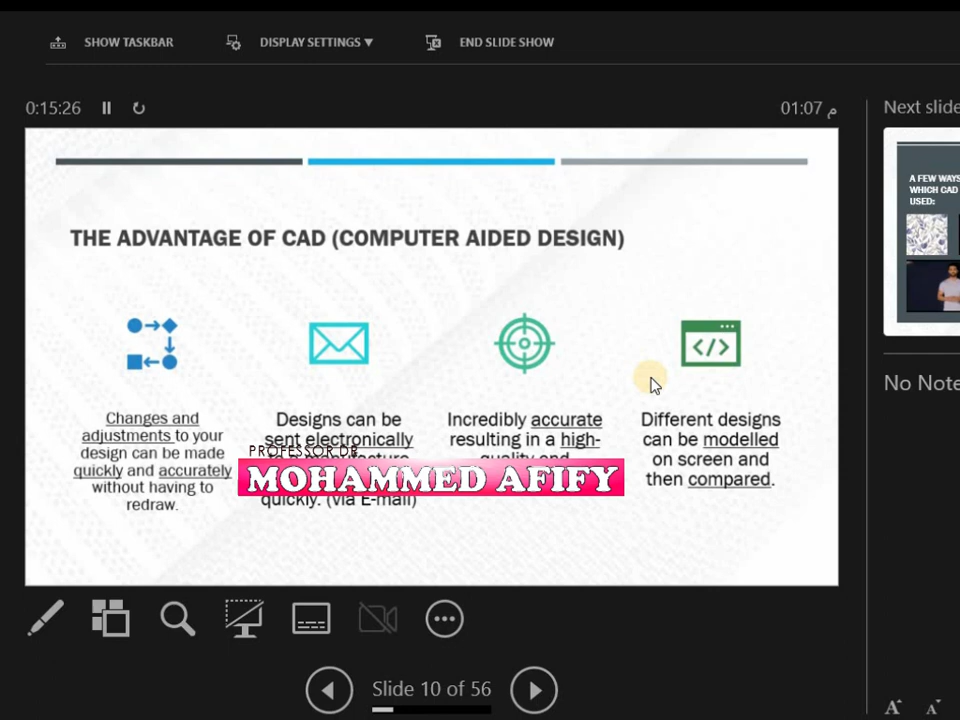 SHOW TASKBAR
DISPLAY SETTINGS ▼
END SLIDE SHOW
0:15:26
01:07 م
Next slide
THE ADVANTAGE OF CAD (COMPUTER AIDED DESIGN)
Changes and
adjustments to your
design can be made
quickly and accurately
without having to
redraw.
Designs can be
sent electronically
quickly. (via E-mail)
Incredibly accurate
resulting in a high-
Different designs
can be modelled
on screen and
then compared.
PROFESSOR DR.
MOHAMMED AFIFY
Slide 10 of 56
A FEW WAYS
WHICH CAD
USED:
No Note
A
A